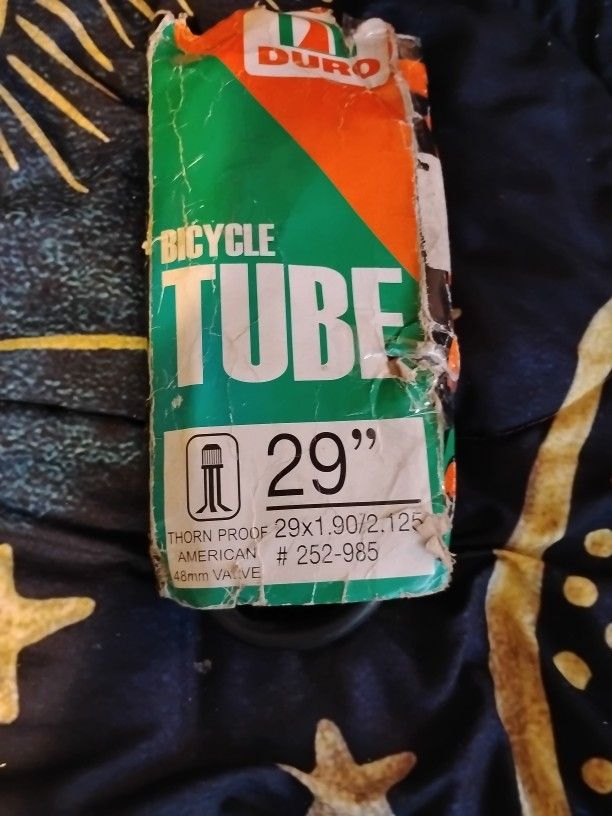 DURO
BICYCLE
TUBE
29”
THORN PROOF 29x1.90/2.125
AMERICAN # 252-985
48mm VALVE